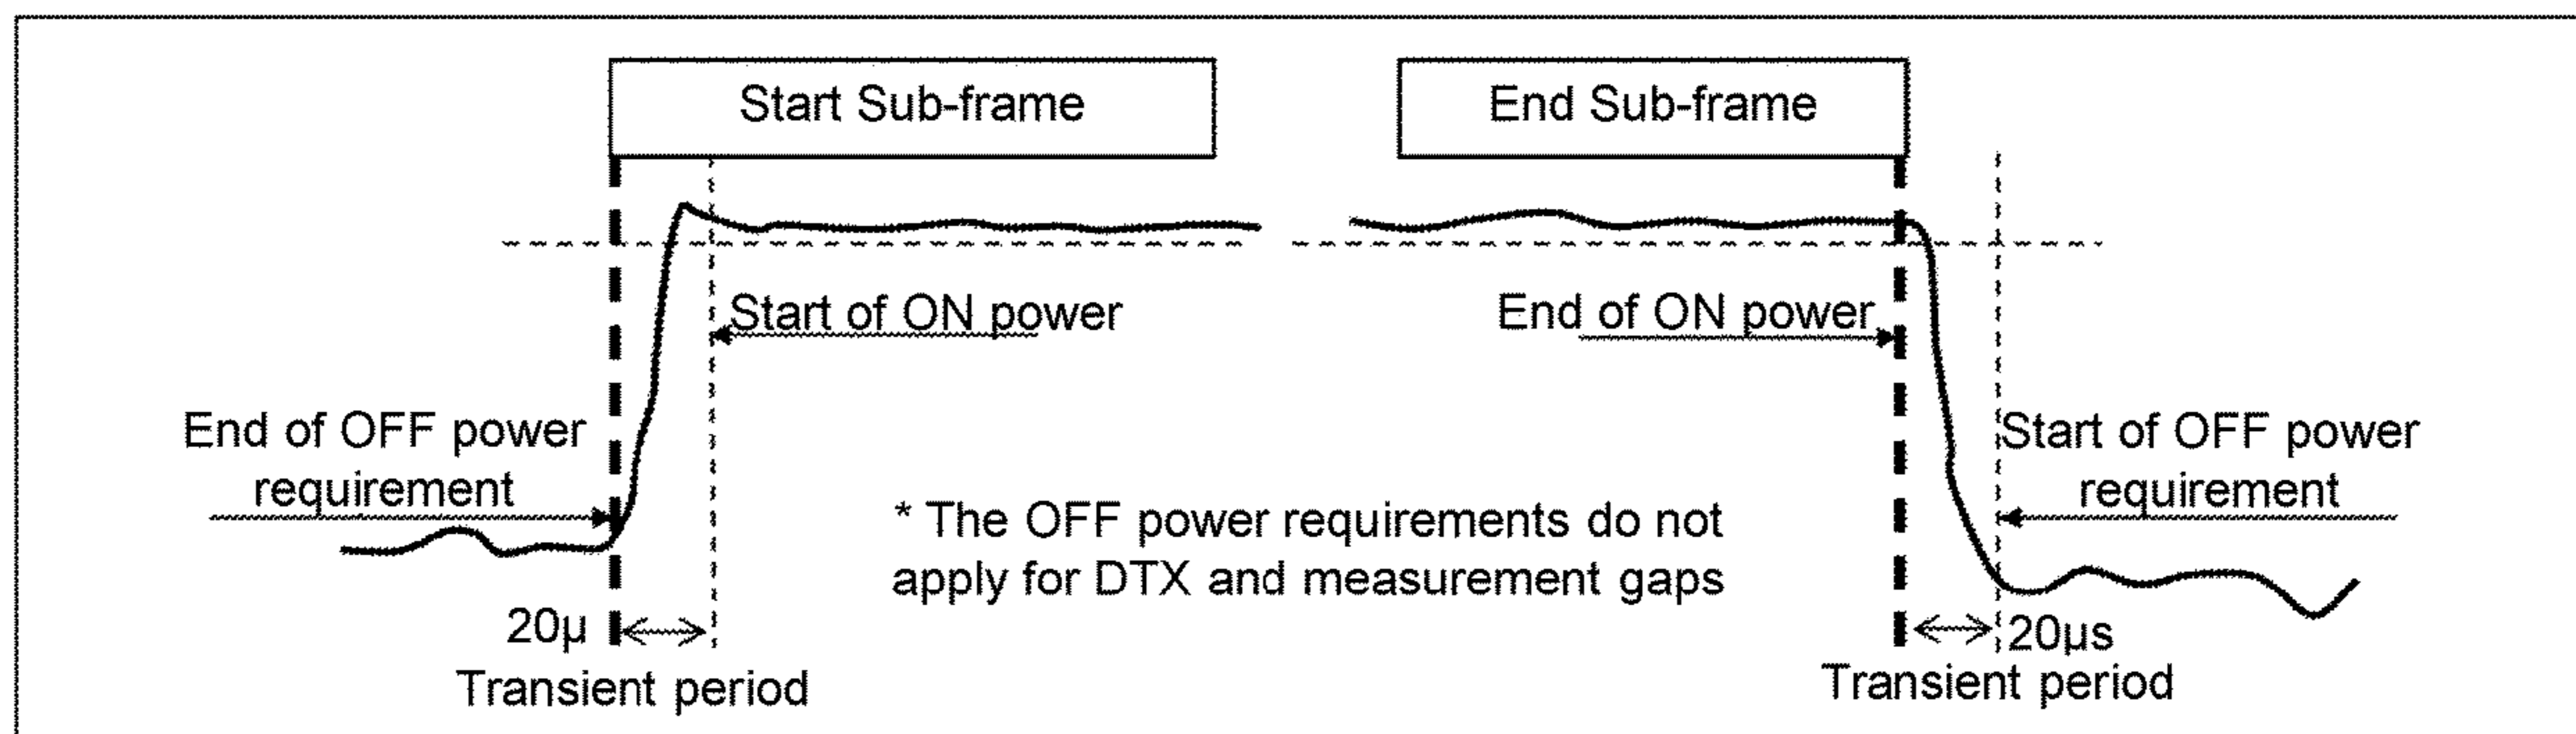 Start Sub-frame
End Sub-frame
Start of ON power
End of ON power
End of OFF power
requirement
Start of OFF power
requirement
* The OFF power requirements do not
apply for DTX and measurement gaps
20µ
Transient period
20µs
Transient period